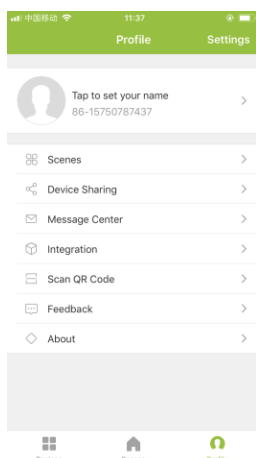 中国移动 11:37
Profile Settings
Tap to set your name
86-15750787437
Scenes
Device Sharing
Message Center
Integration
Scan QR Code
Feedback
About